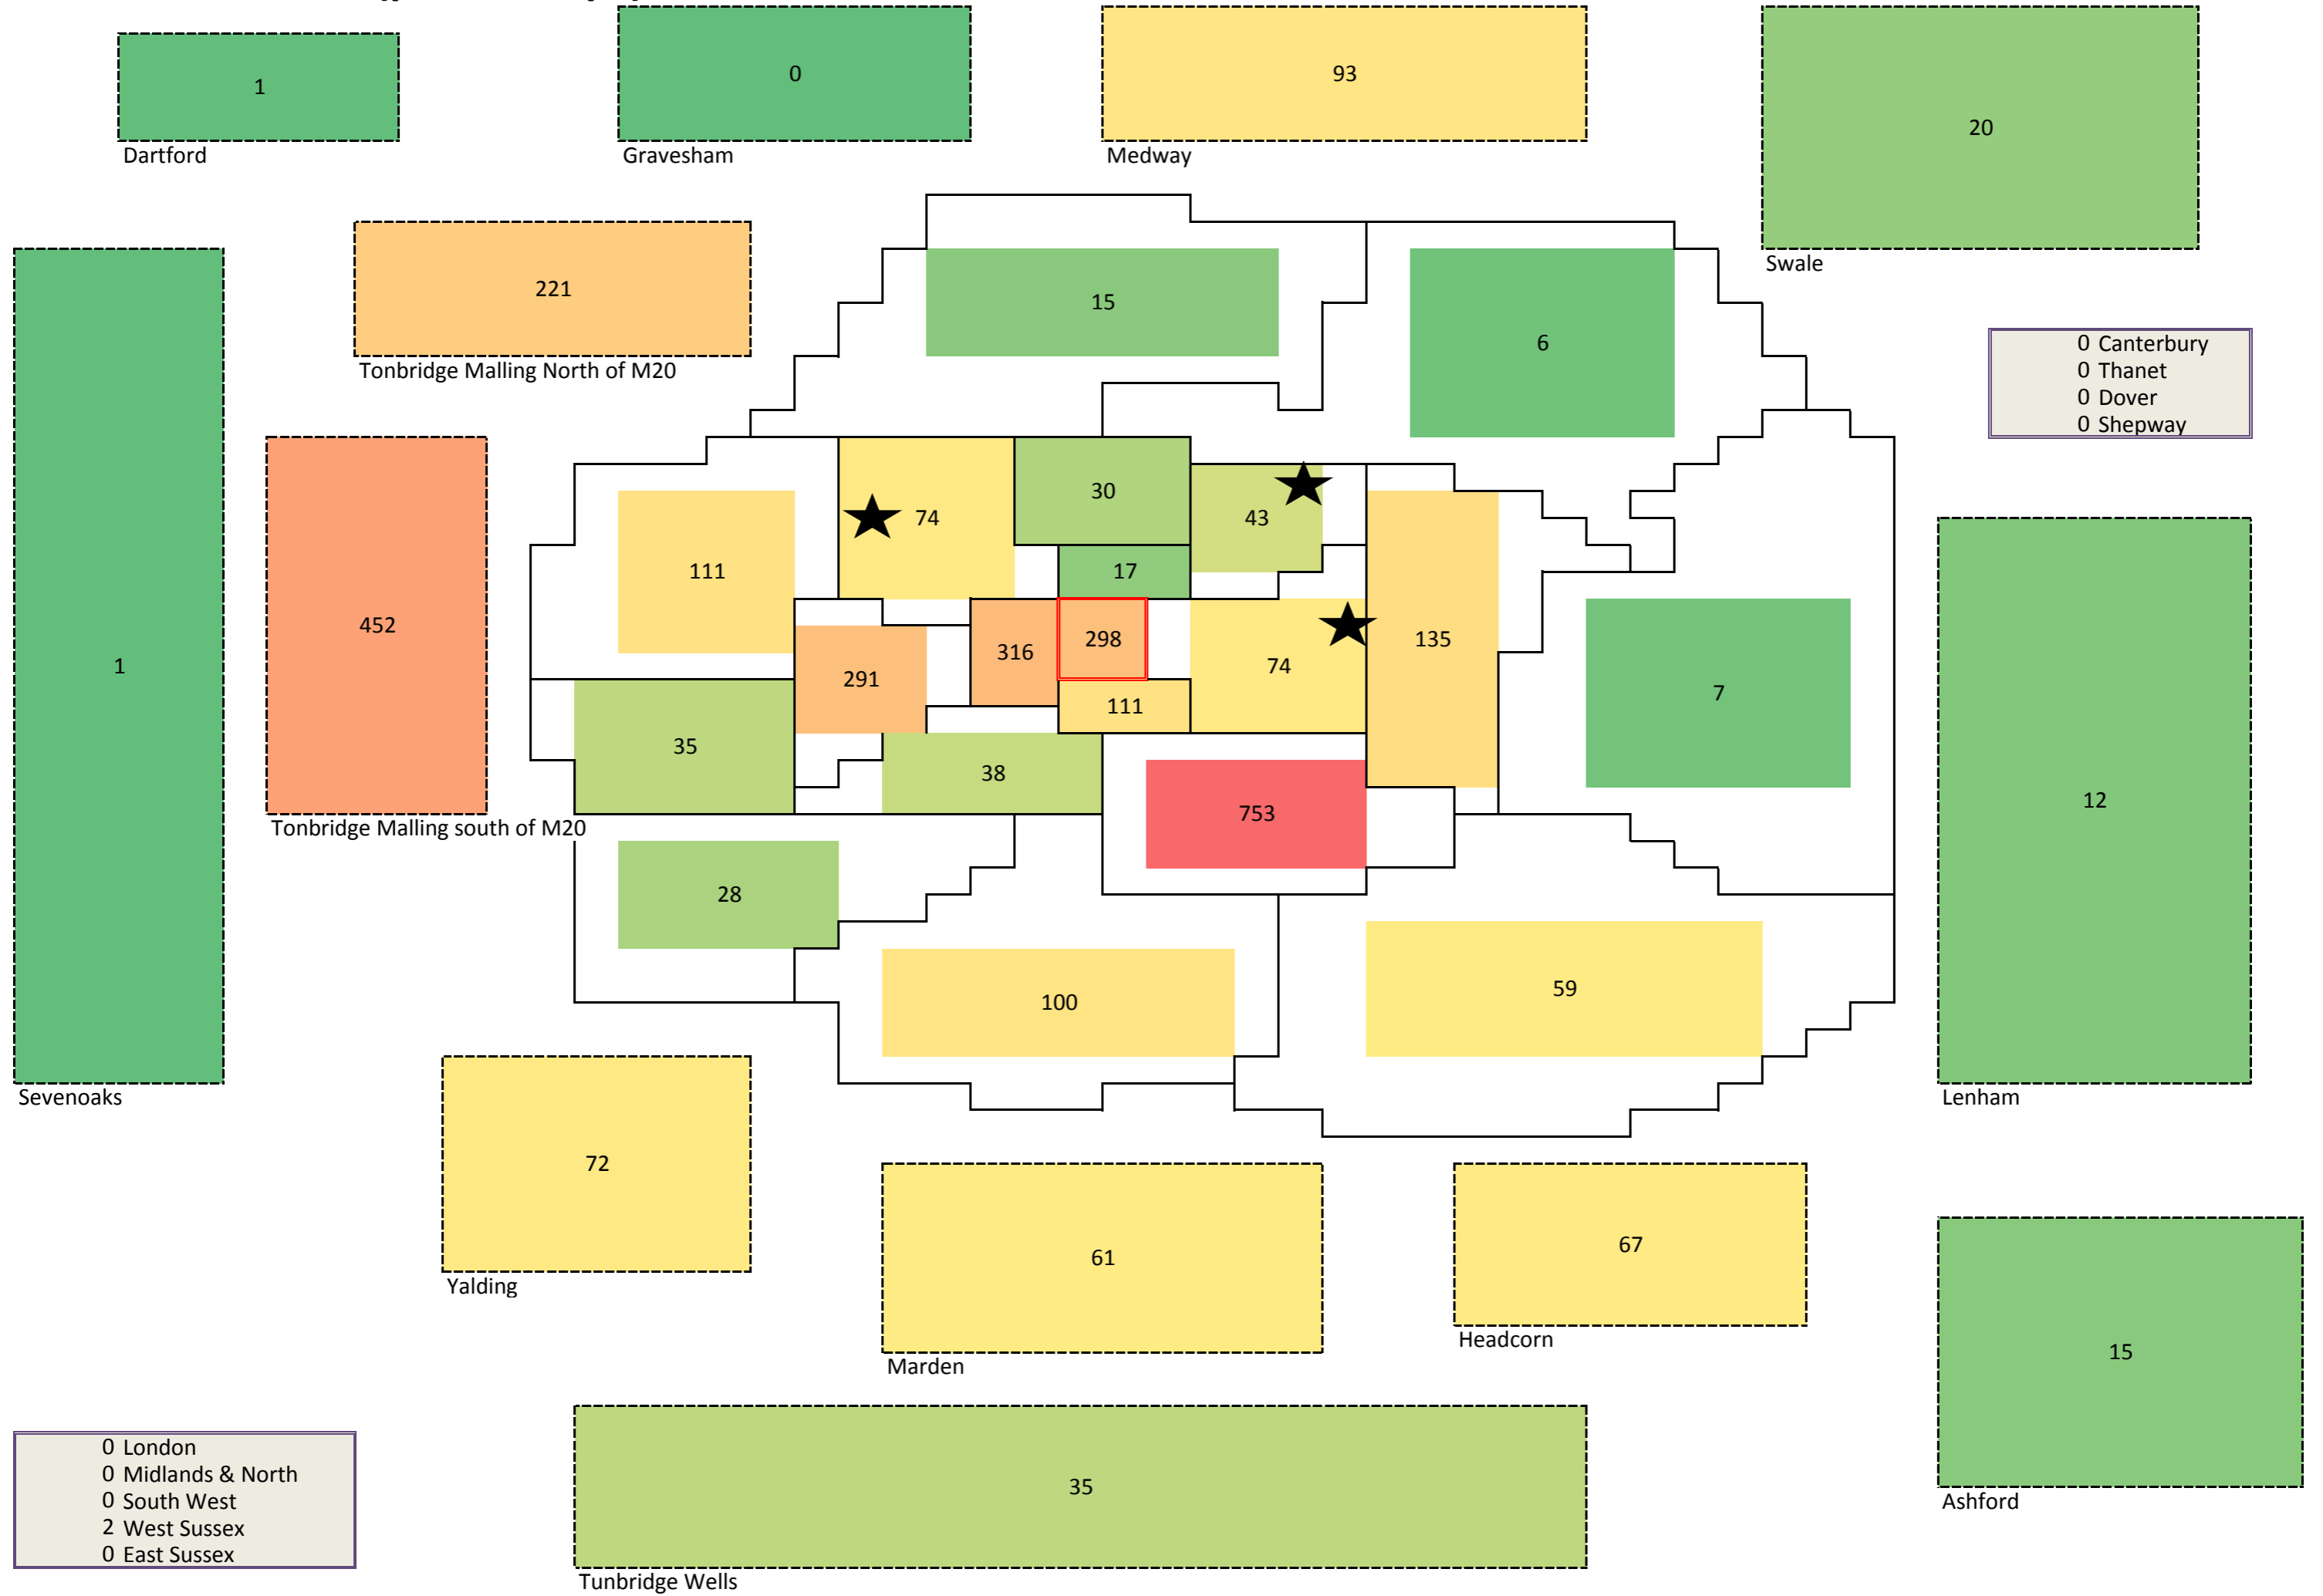 1
Dartford
0
Gravesham
93
Medway
20
Swale
221
Tonbridge Malling North of M20
15
6
0 Canterbury
0 Thanet
0 Dover
0 Shepway
452
Tonbridge Malling south of M20
1
Sevenoaks
111
74
30
43
17
291
316
298
74
135
111
7
35
38
753
12
Lenham
28
100
59
72
Yalding
61
Marden
67
Headcorn
15
Ashford
0 London
0 Midlands & North
0 South West
2 West Sussex
0 East Sussex
35
Tunbridge Wells